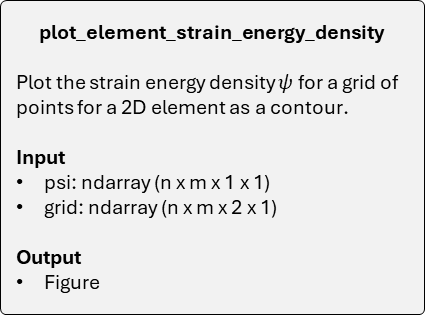 plot_element_strain_energy_density
Plot the strain energy density ψ for a grid of
points for a 2D element as a contour.
Input
• psi: ndarray (n x m x 1 x 1)
• grid: ndarray (n x m x 2 x 1)
Output
• Figure